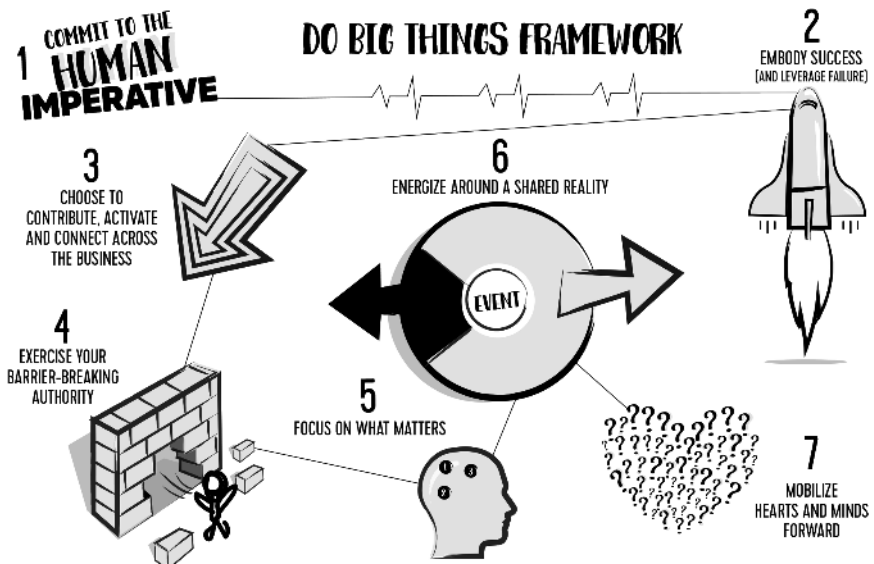 DO BIG THINGS FRAMEWORK
1
COMMIT TO THE
HUMAN
IMPERATIVE
2
EMBODY SUCCESS
(AND LEVERAGE FAILURE)
3
CHOOSE TO
CONTRIBUTE, ACTIVATE
AND CONNECT ACROSS
THE BUSINESS
4
EXERCISE YOUR
BARRIER-BREAKING
AUTHORITY
5
FOCUS ON WHAT MATTERS
1 3
2
6
ENERGIZE AROUND A SHARED REALITY
EVENT
7
MOBILIZE
HEARTS AND MINDS
FORWARD